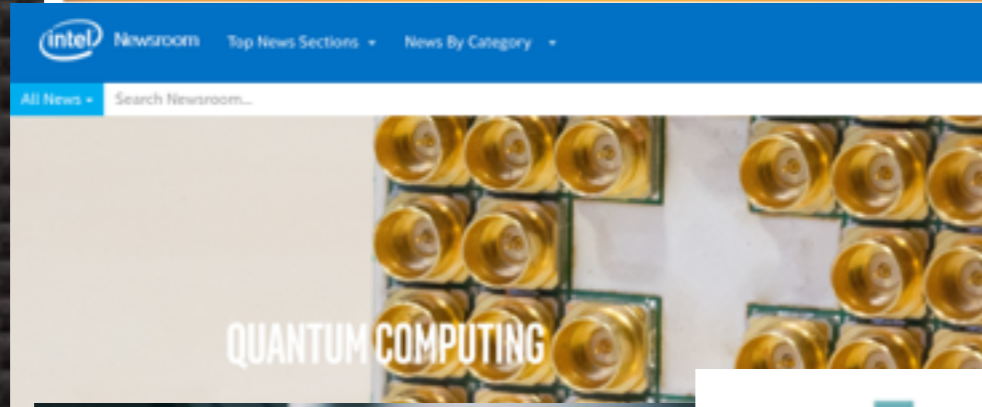 intel Newsroom Top News Sections News By Category
All News Search Newsroom...
QUANTUM COMPUTING